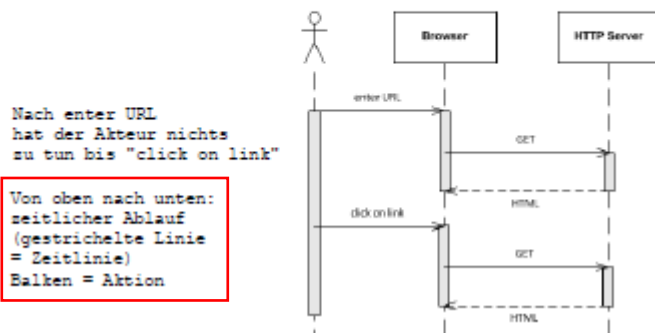 Browser
HTTP Server
enter URL
Nach enter URL
hat der Akteur nichts
zu tun bis "click on link"
GET
HTML
Von oben nach unten:
zeitlicher Ablauf
(gestrichelte Linie
= Zeitlinie)
Balken = Aktion
click on link
GET
HTML